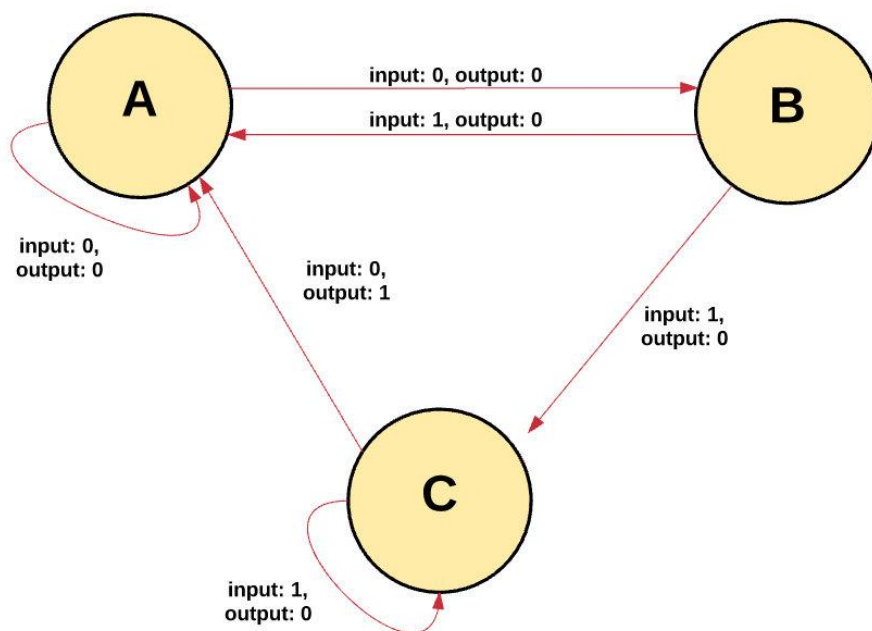 A
input: 0, output: 0
B
input: 1, output: 0
input: 0,
output: 0
input: 0,
output: 1
input: 1,
output: 0
C
input: 1,
output: 0